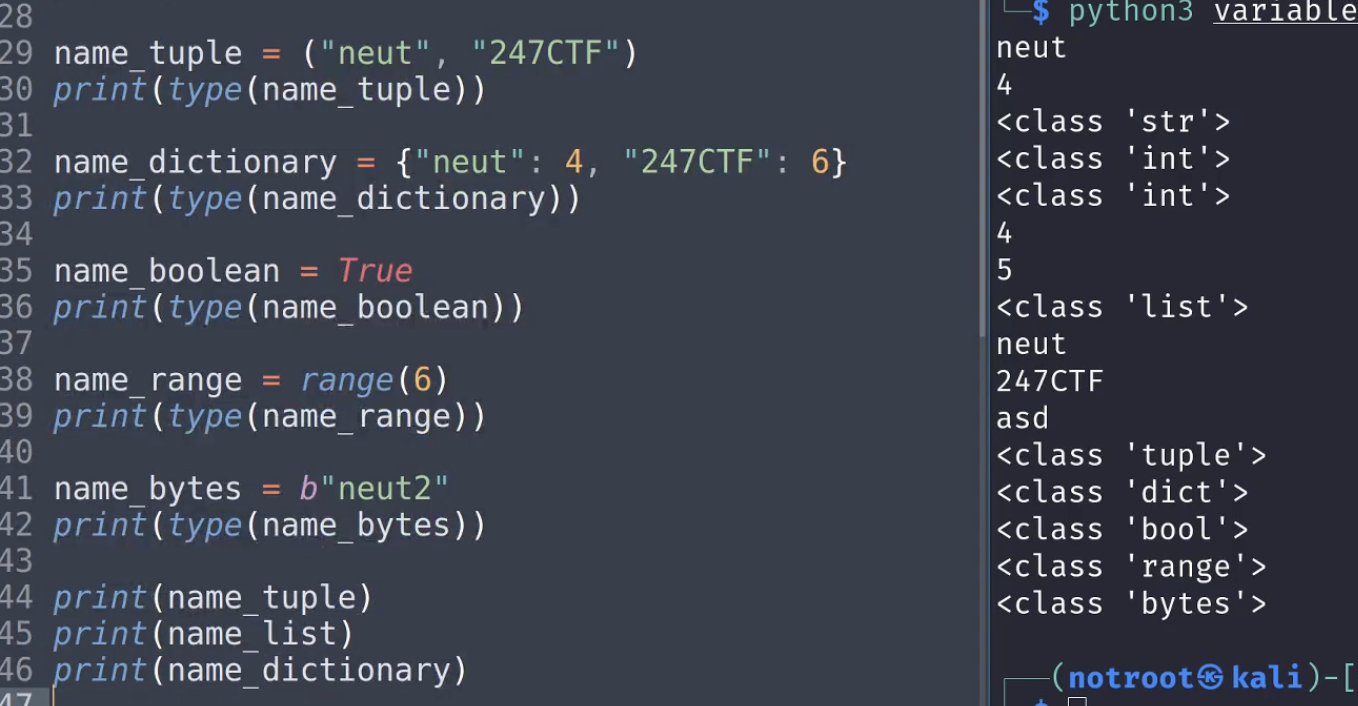 28
29 name_tuple = ("neut", "247CTF")
30 print(type(name_tuple))
31
32 name_dictionary = {"neut": 4, "247CTF": 6}
33 print(type(name_dictionary))
34
35 name_boolean = True
36 print(type(name_boolean))
37
38 name_range = range(6)
39 print(type(name_range))
40
41 name_bytes = b"neut2"
42 print(type(name_bytes))
43
44 print(name_tuple)
45 print(name_list)
46 print(name_dictionary)
47
└─$ python3 variable
neut
4
<class 'str'>
<class 'int'>
<class 'int'>
4
5
<class 'list'>
neut
247CTF
asd
<class 'tuple'>
<class 'dict'>
<class 'bool'>
<class 'range'>
<class 'bytes'>
┌──(notroot㉿kali)-[
$